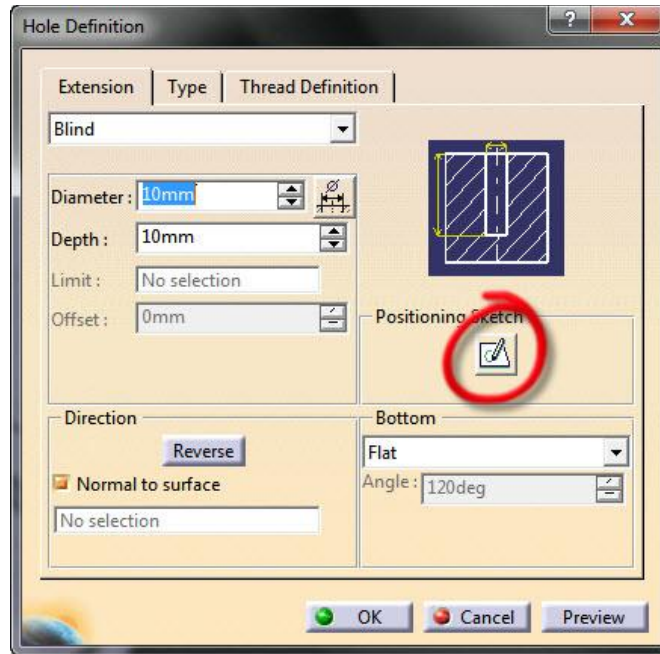 Hole Definition
Extension Type Thread Definition
Blind
Diameter : 10mm
Depth : 10mm
Limit : No selection
Offset : 0mm
Positioning Sketch
Direction
Reverse
Normal to surface
No selection
Bottom
Flat
Angle : 120deg
OK Cancel Preview